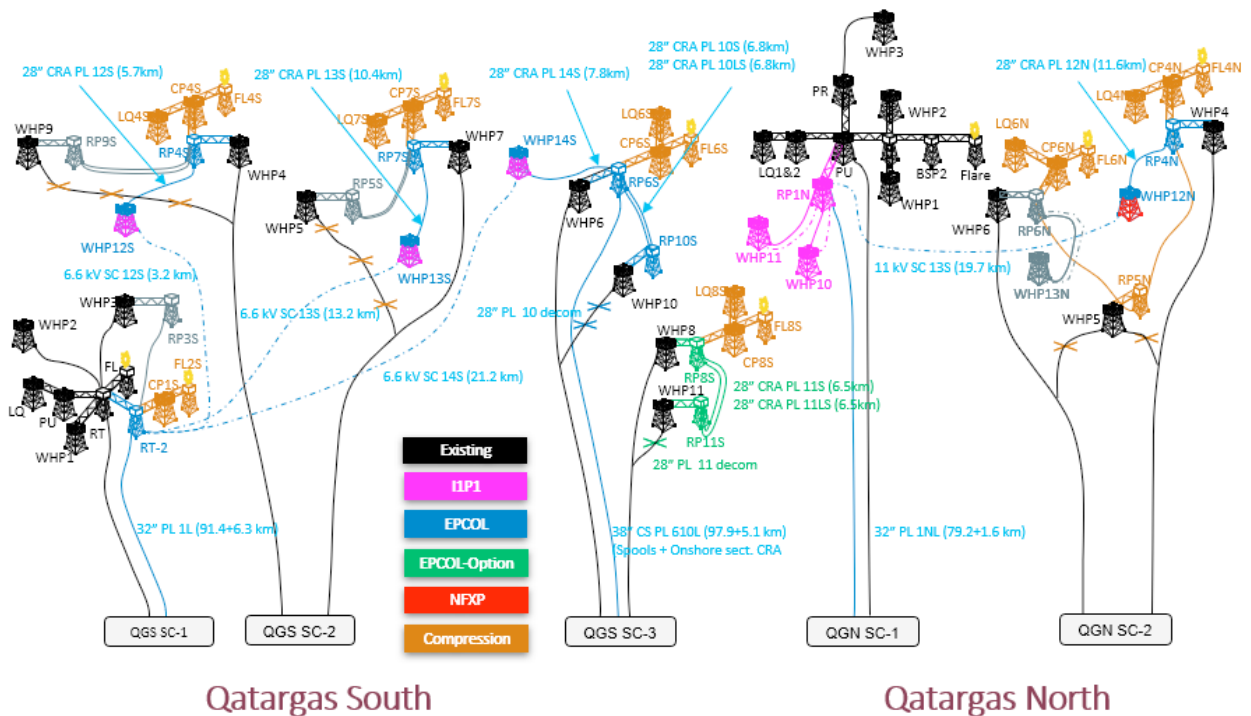 28" CRA PL 12S (5.7km)
CP4S
FL4S
LQ4S
WHP9
RP9S
RP4S
WHP4
WHP12S
6.6 kV SC 12S (3.2 km)
WHP3
WHP2
RP3S
FL
FL2S
CP1S
LQ
PU
RT
WHP1
RT-2
32" PL 1L (91.4+6.3 km)
QGS SC-1
28" CRA PL 13S (10.4km)
CP7S
FL7S
LQ7S
WHP7
RP7S
RP5S
WHP5
WHP13S
6.6 kV SC 13S (13.2 km)
6.6 kV SC 14S (21.2 km)
QGS SC-2
28" CRA PL 14S (7.8km)
28" CRA PL 10S (6.8km)
28" CRA PL 10LS (6.8km)
WHP14S
LQ6S
CP6S
FL6S
RP6S
WHP6
RP10S
WHP10
28" PL 10 decom
LQ8S
WHP8
FL8S
CP8S
RP8S
28" CRA PL 11S (6.5km)
28" CRA PL 11LS (6.5km)
WHP11
RP11S
28" PL 11 decom
38" CS PL 610L (97.9+5.1 km)
(Spools + Onshore sect. CRA
QGS SC-3
Existing
I1P1
EPCOL
EPCOL-Option
NFXP
Compression
WHP3
PR
WHP2
LQ1&2
PU
BSP2
Flare
RP1N
WHP1
WHP11
WHP10
11 kV SC 13S (19.7 km)
32" PL 1NL (79.2+1.6 km)
QGN SC-1
28" CRA PL 12N (11.6km)
CP4N
FL4N
LQ4N
WHP4
RP4N
LQ6N
CP6N
FL6N
WHP12N
WHP6
RP6N
WHP13N
RP5N
WHP5
QGN SC-2
Qatargas South
Qatargas North